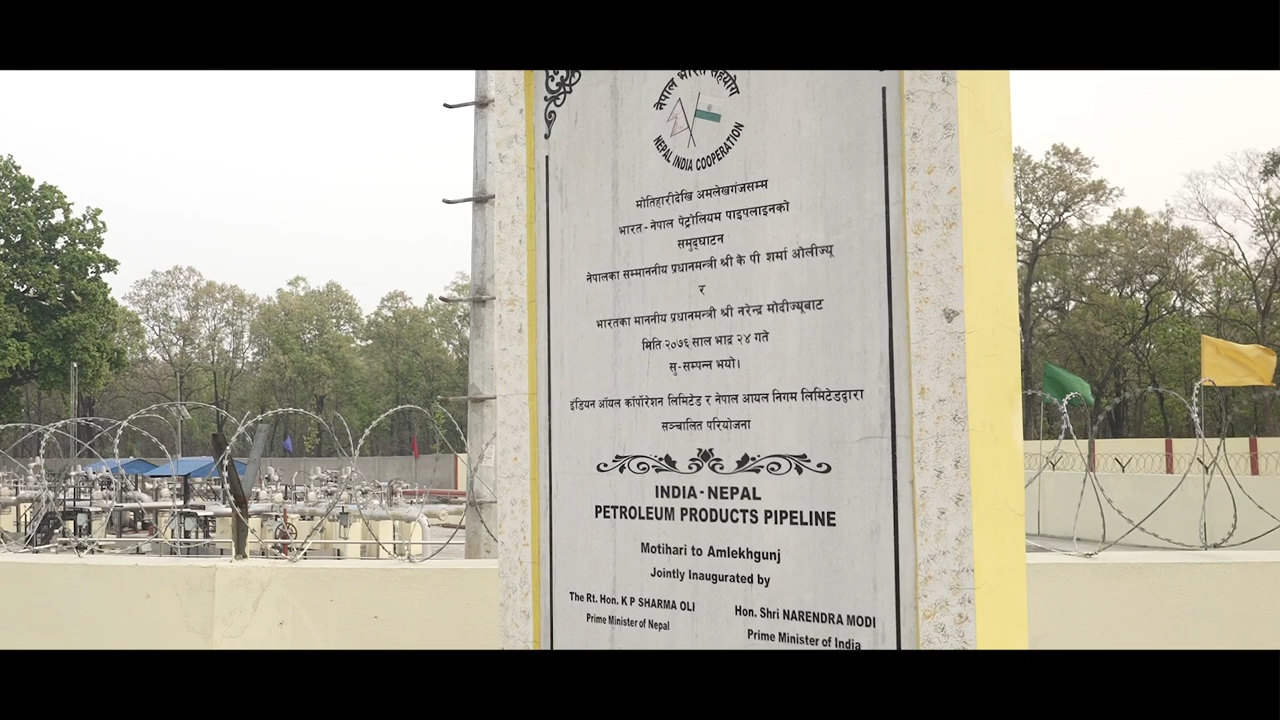 नेपाल भारत सहयोग
NEPAL INDIA COOPERATION
मोतिहारीदेखि अमलेखगंजसम्म
भारत-नेपाल पेट्रोलियम पाइपलाइनको
समुद्घाटन
नेपालका सम्माननीय प्रधानमन्त्री श्री के पी शर्मा ओलीज्यू
र
भारतका माननीय प्रधानमन्त्री श्री नरेन्द्र मोदीज्यूबाट
मिति २०७६ साल भाद्र २४ गते
सु-सम्पन्न भयो।
इंडियन ऑयल कॉर्पोरेशन लिमिटेड र नेपाल आयल निगम लिमिटेडद्वारा
सञ्चालित परियोजना
INDIA-NEPAL
PETROLEUM PRODUCTS PIPELINE
Motihari to Amlekhgunj
Jointly Inaugurated by
The Rt. Hon. K P SHARMA OLI
Prime Minister of Nepal
Hon. Shri NARENDRA MODI
Prime Minister of India